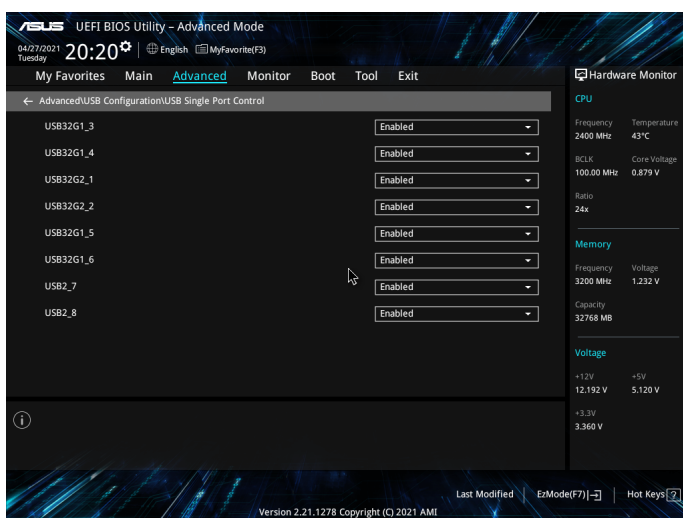 ASUS UEFI BIOS Utility – Advanced Mode
04/27/2021 Tuesday 20:20 English MyFavorite(F3)
My Favorites Main Advanced Monitor Boot Tool Exit
← Advanced\USB Configuration\USB Single Port Control
USB32G1_3 Enabled
USB32G1_4 Enabled
USB32G2_1 Enabled
USB32G2_2 Enabled
USB32G1_5 Enabled
USB32G1_6 Enabled
USB2_7 Enabled
USB2_8 Enabled
Hardware Monitor
CPU
Frequency Temperature
2400 MHz 43°C
BCLK Core Voltage
100.00 MHz 0.879 V
Ratio
24x
Memory
Frequency Voltage
3200 MHz 1.232 V
Capacity
32768 MB
Voltage
+12V +5V
12.192 V 5.120 V
+3.3V
3.360 V
Last Modified EzMode(F7) Hot Keys ?
Version 2.21.1278 Copyright (C) 2021 AMI